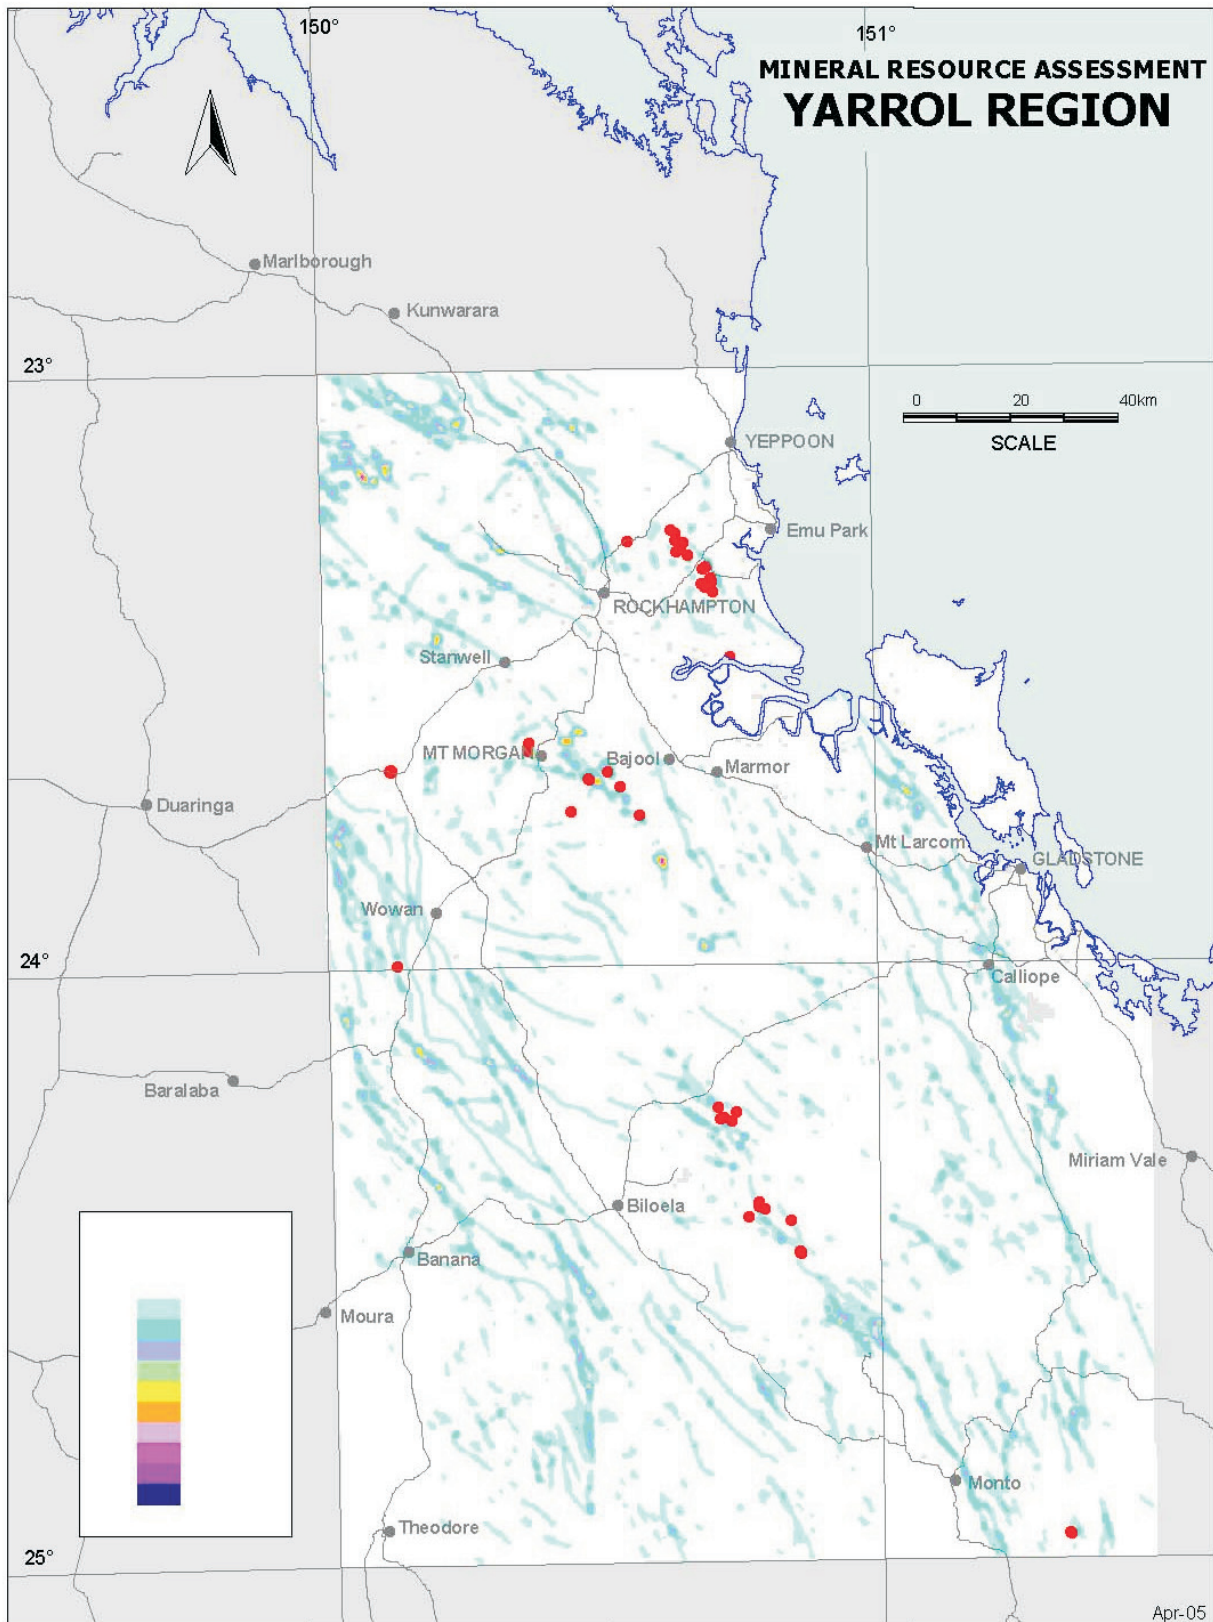 150°
151°
MINERAL RESOURCE ASSESSMENT
YARROL REGION
Marlborough
Kunwarara
23°
0 20 40km
SCALE
YEPPOON
Emu Park
ROCKHAMPTON
Stanwell
MT MORGAN
Bajool
Marmor
Duaringa
Mt Larcom
GLADSTONE
Wowan
24°
Calliope
Baralaba
Miriam Vale
Biloela
Banana
Moura
Monto
Theodore
25°
Apr-05